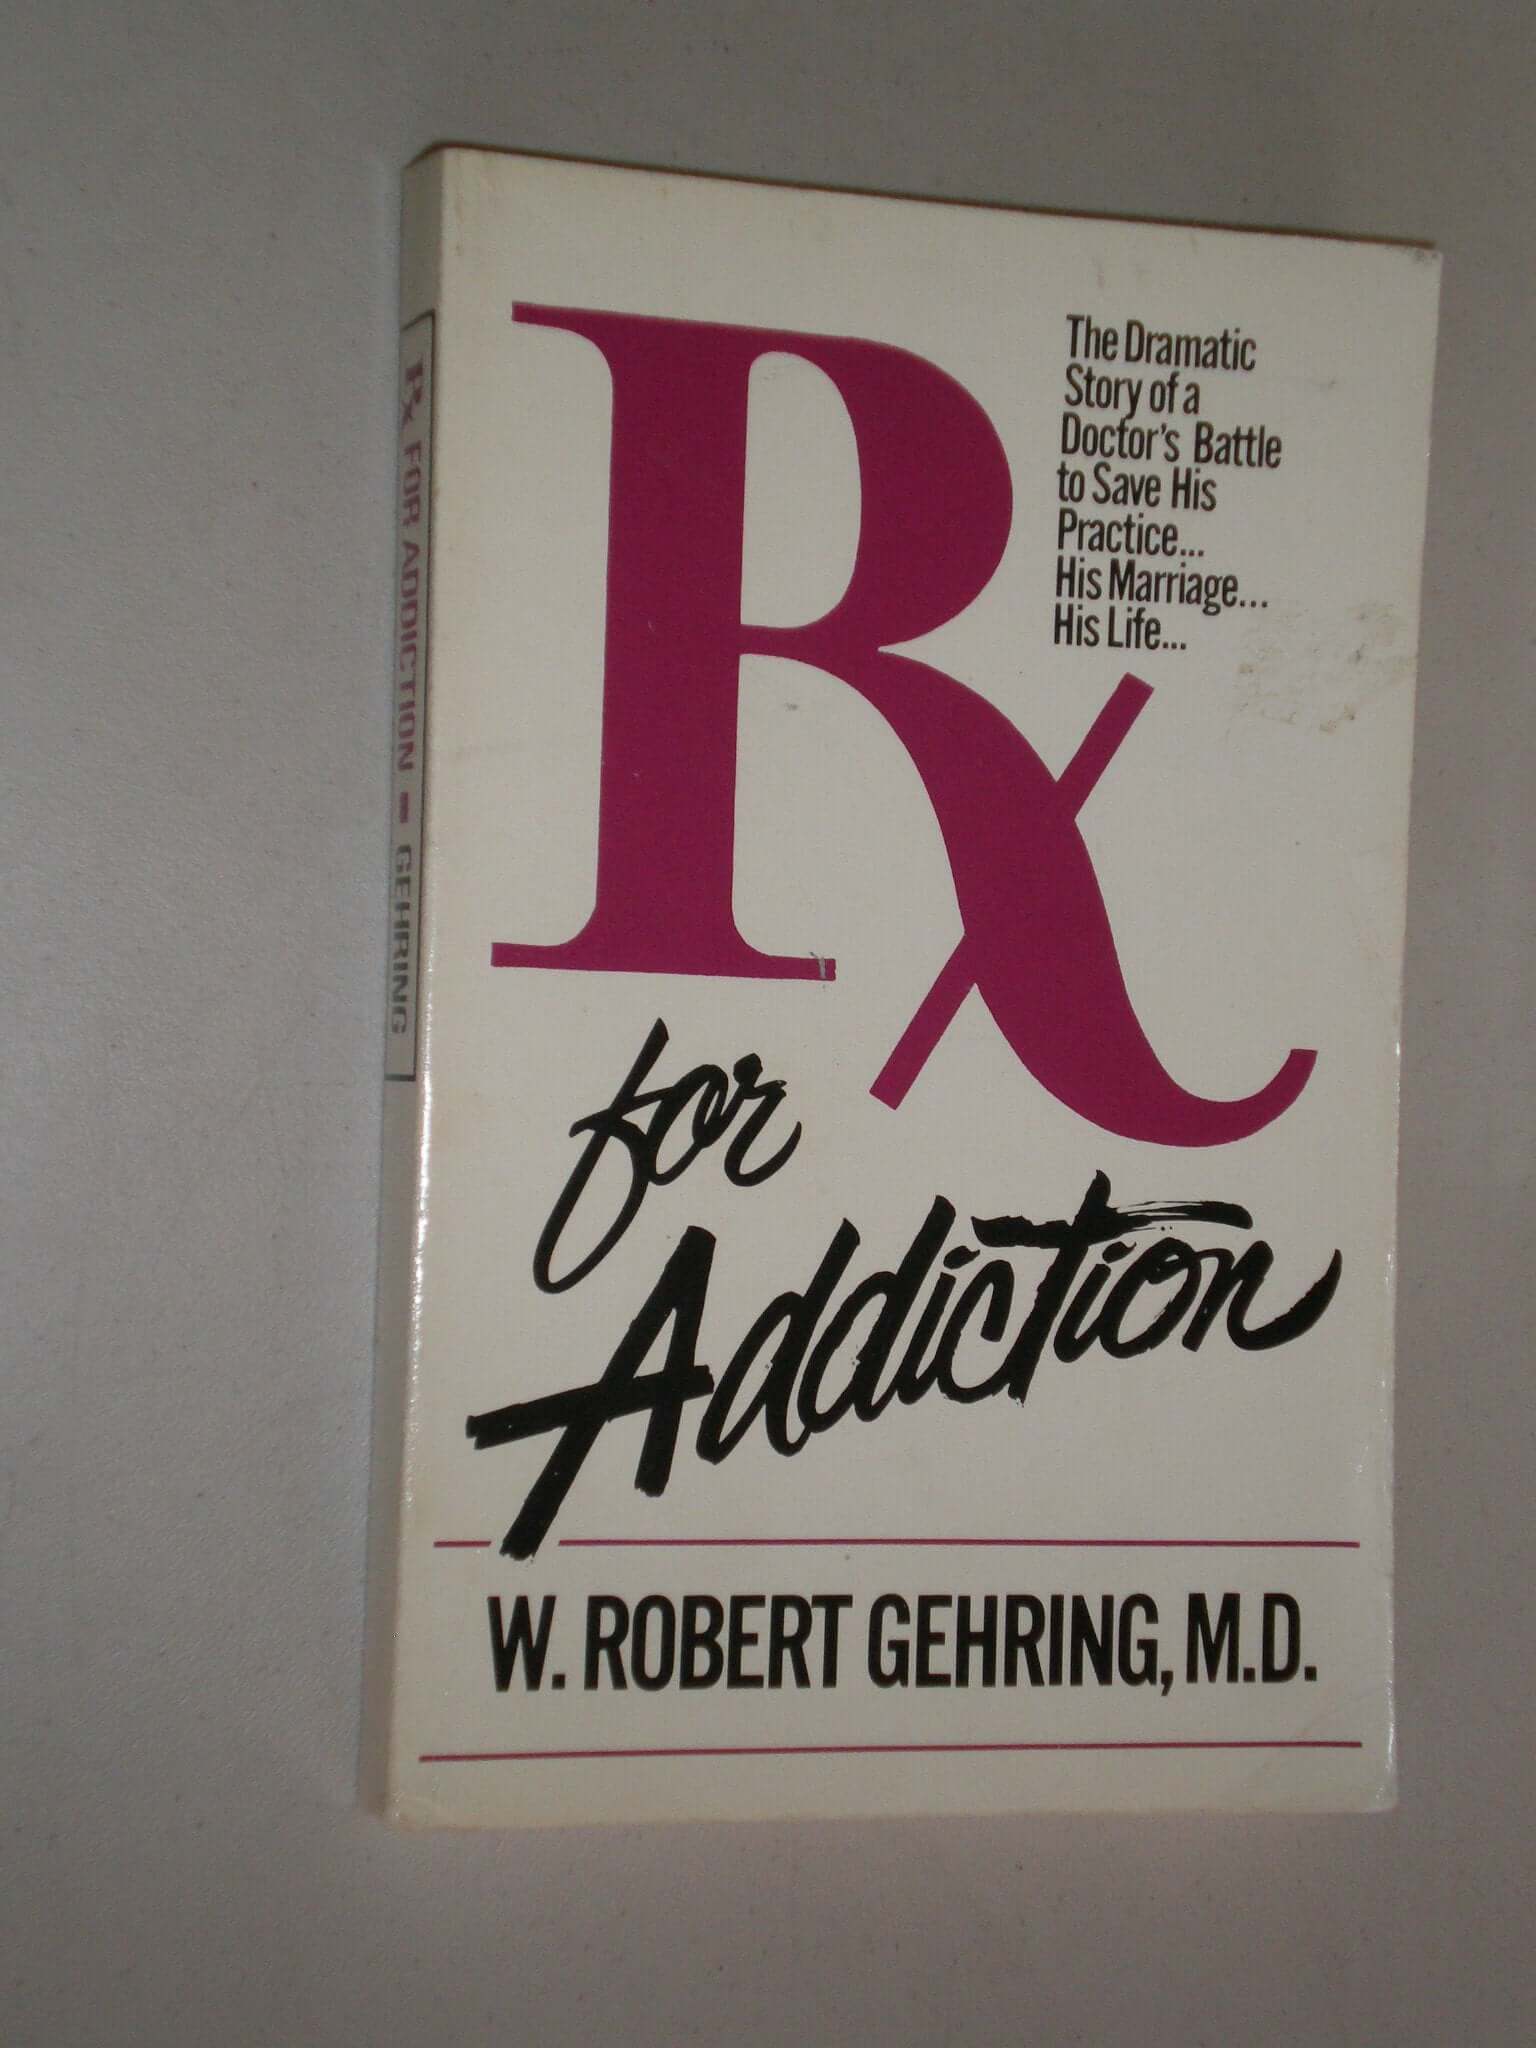 Rx FOR ADDICTION - GEHRING
The Dramatic
Story of a
Doctor's Battle
to Save His
Practice...
His Marriage...
His Life...
Rx
for
Addiction
W. ROBERT GEHRING, M.D.